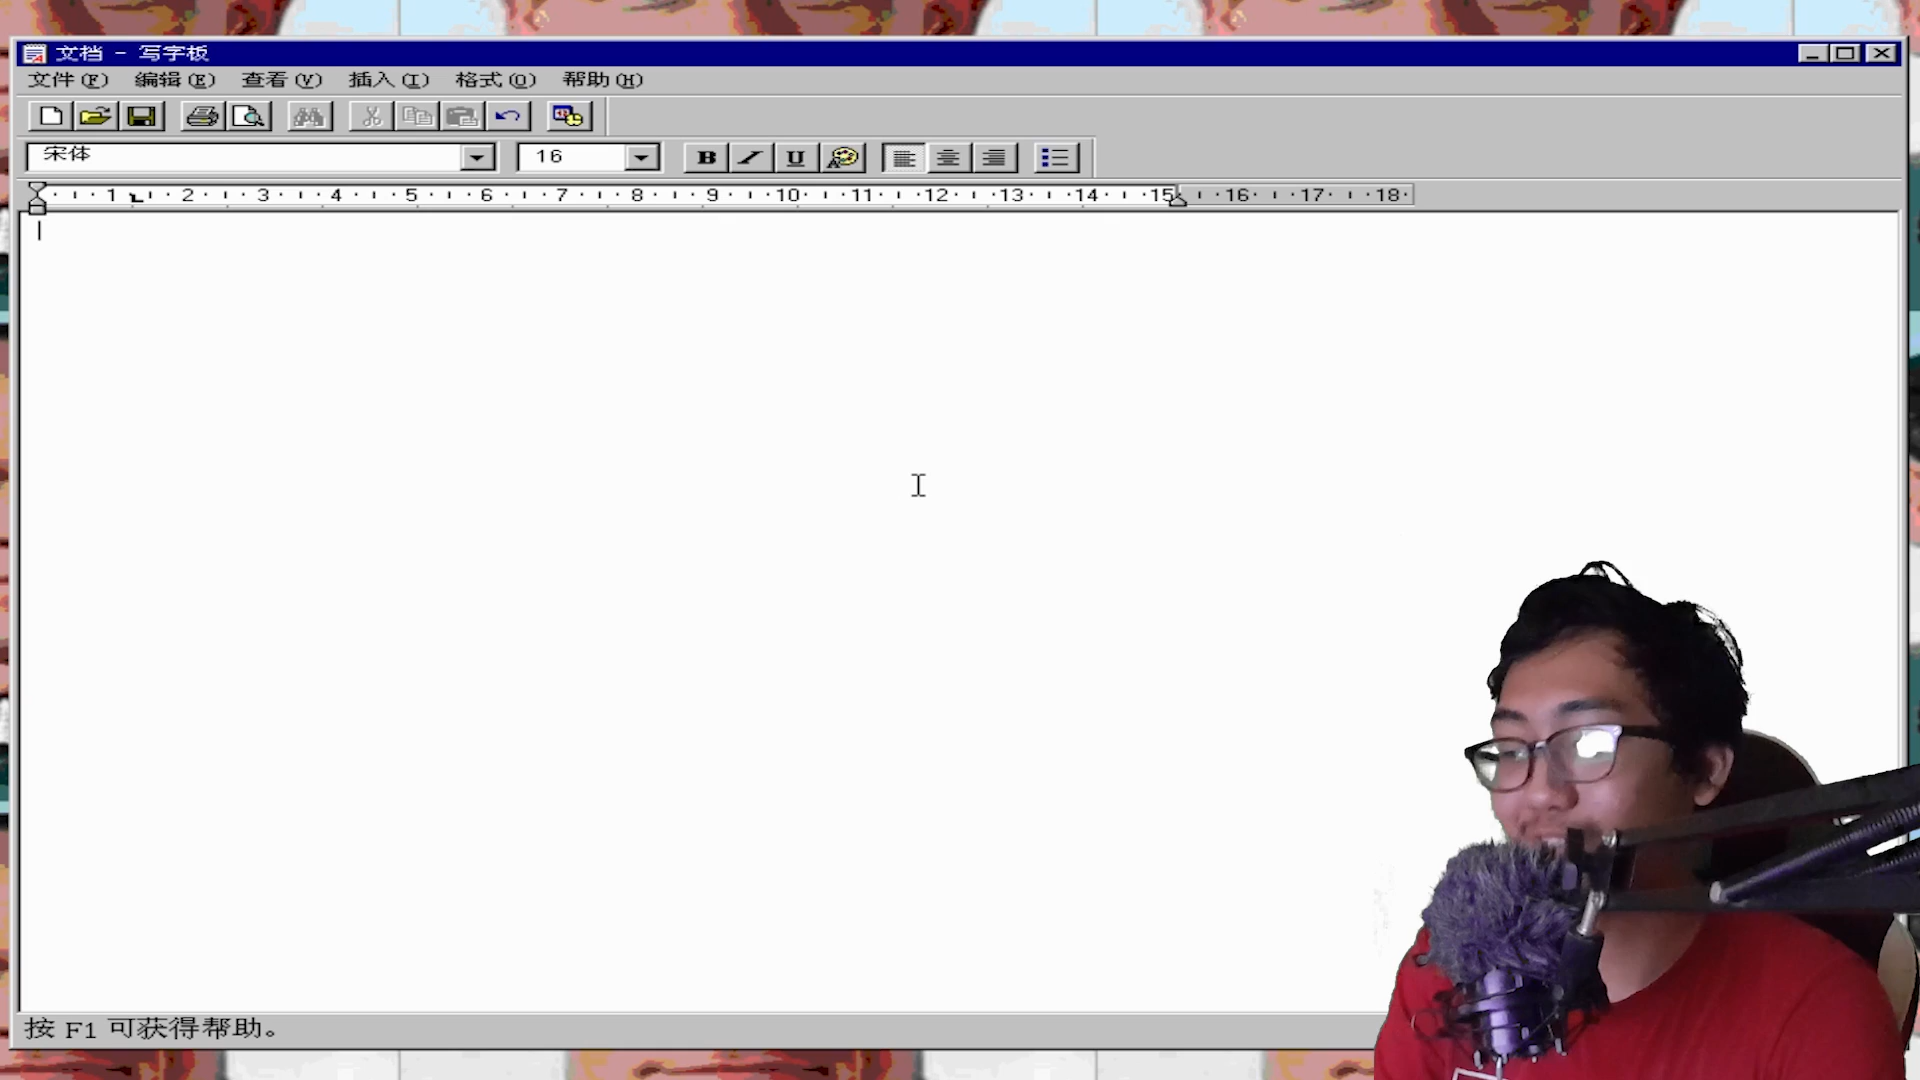 文档 - 写字板
文件(F) 编辑(E) 查看(V) 插入(I) 格式(O) 帮助(H)
宋体 16 B I U
1 2 3 4 5 6 7 8 9 10 11 12 13 14 15 16 17 18
按 F1 可获得帮助。